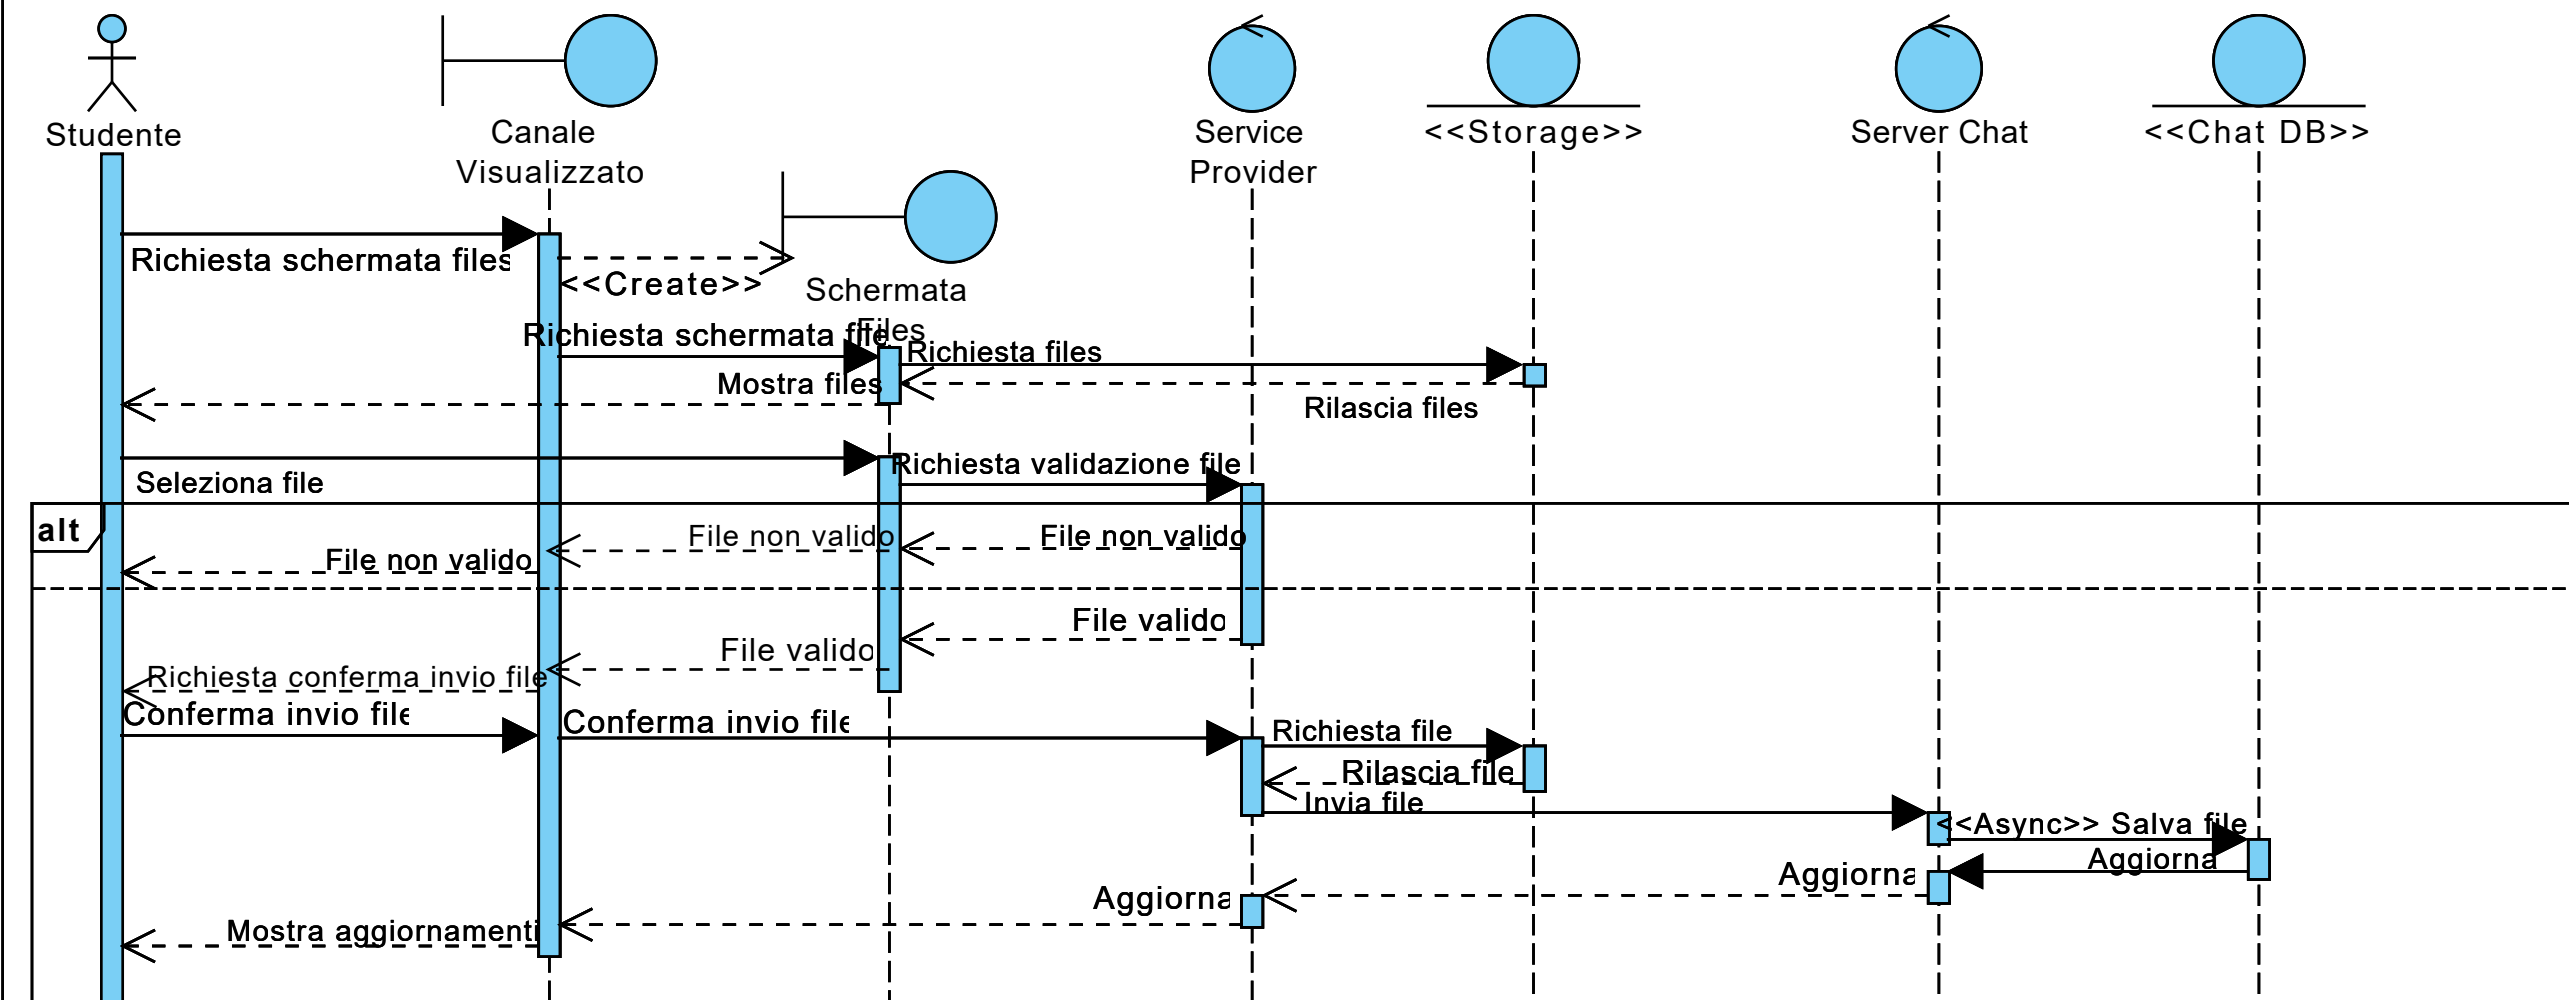 Studente
Canale
Visualizzato
Service
Provider
<<Storage>>
Server Chat
<<Chat DB>>
Richiesta schermata files
<<Create>>
Schermata
Files
Richiesta schermata file
Richiesta files
Mostra files
Rilascia files
Richiesta validazione file
Seleziona file
alt
File non valido
File non valido
File non valido
File valido
File valido
Richiesta conferma invio file
Conferma invio file
Conferma invio file
Richiesta file
Rilascia file
Invia file
<<Async>> Salva file
Aggiorna
Aggiorna
Aggiorna
Mostra aggiornamenti